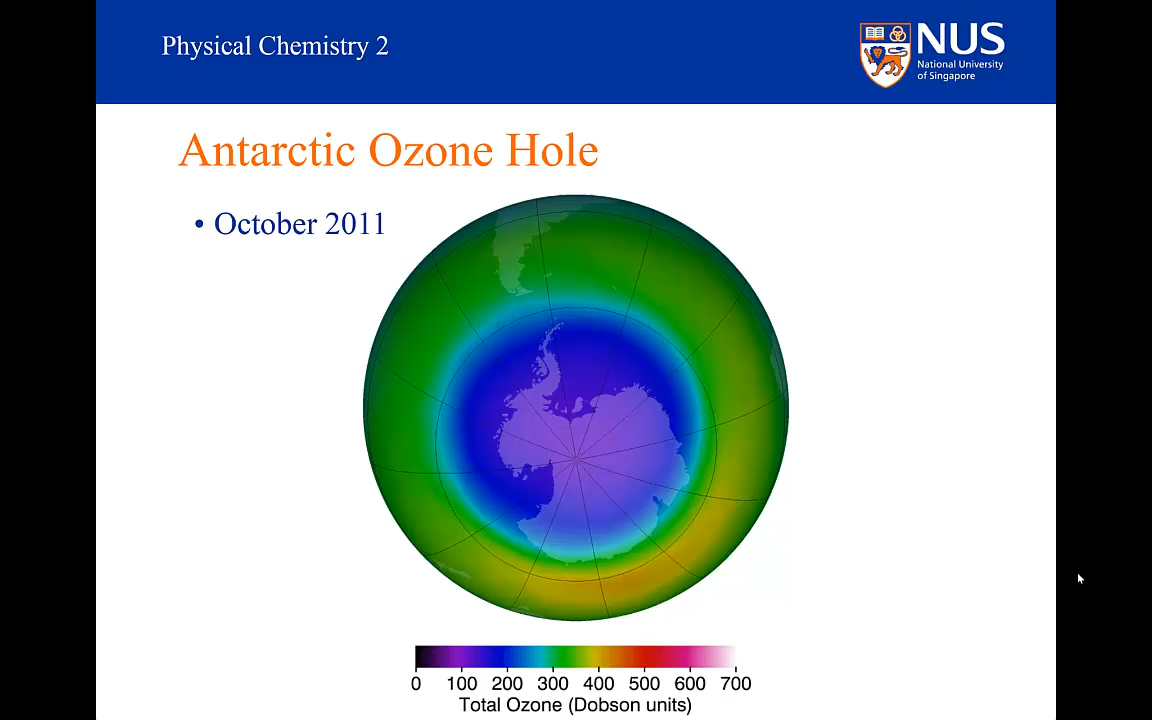 Physical Chemistry 2
NUS
National University
of Singapore
Antarctic Ozone Hole
• October 2011
0 100 200 300 400 500 600 700
Total Ozone (Dobson units)